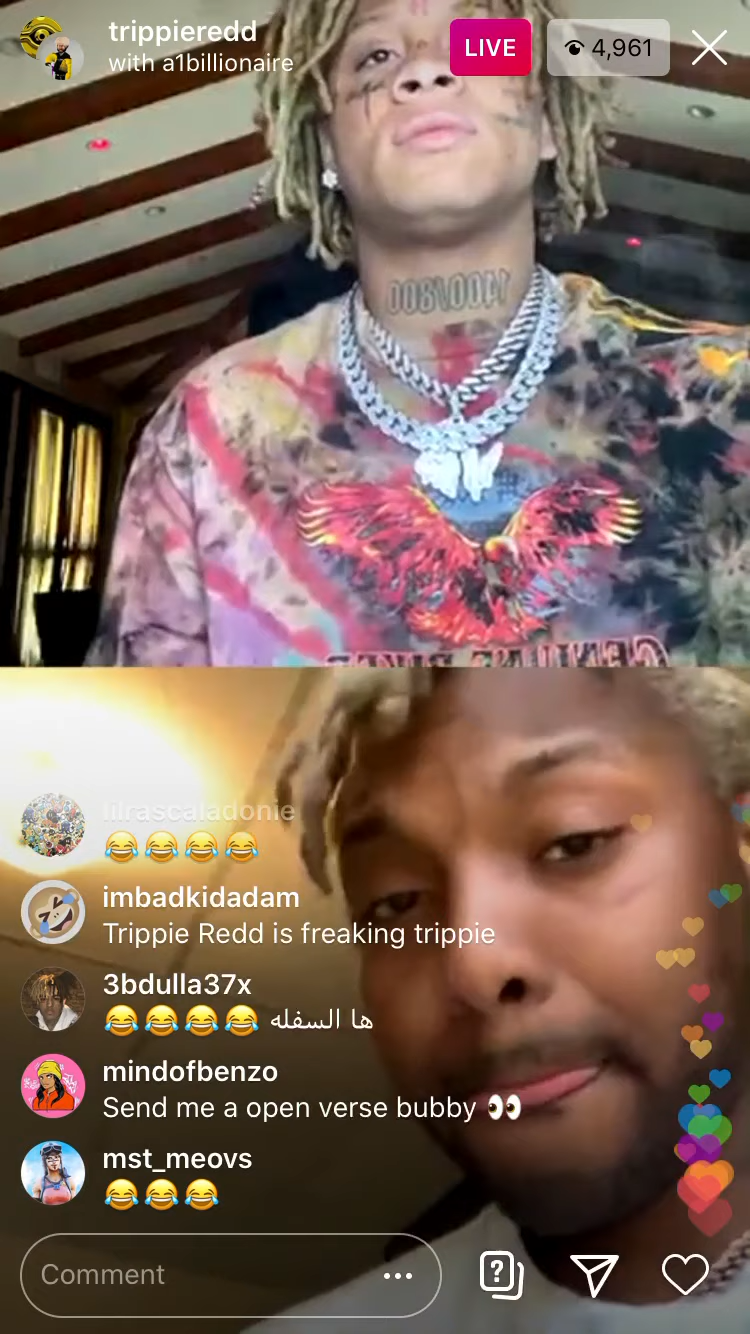 trippieredd
with a1billionaire
LIVE
4,961
lilrascaladonie
😂😂😂😂
imbadkidadam
Trippie Redd is freaking trippie
3bdulla37x
😂😂😂😂 ها السفله
mindofbenzo
Send me a open verse bubby 👀
mst_meovs
😂😂😂
Comment